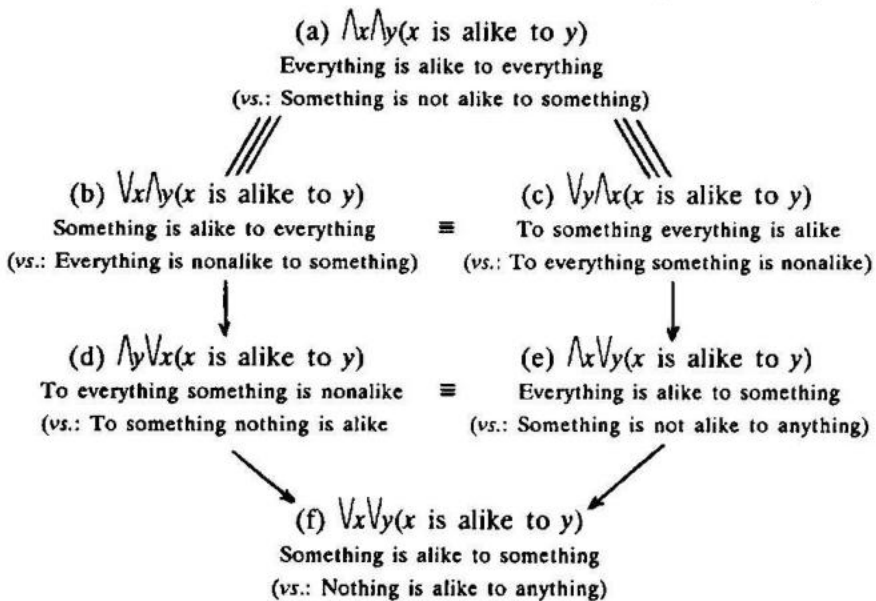 (a) ⋀x⋀y(x is alike to y)
Everything is alike to everything
(vs.: Something is not alike to something)
(b) ⋁x⋀y(x is alike to y)
Something is alike to everything
(vs.: Everything is nonalike to something)
≡
(c) ⋁y⋀x(x is alike to y)
To something everything is alike
(vs.: To everything something is nonalike)
(d) ⋀y⋁x(x is alike to y)
To everything something is nonalike
(vs.: To something nothing is alike
≡
(e) ⋀x⋁y(x is alike to y)
Everything is alike to something
(vs.: Something is not alike to anything)
(f) ⋁x⋁y(x is alike to y)
Something is alike to something
(vs.: Nothing is alike to anything)